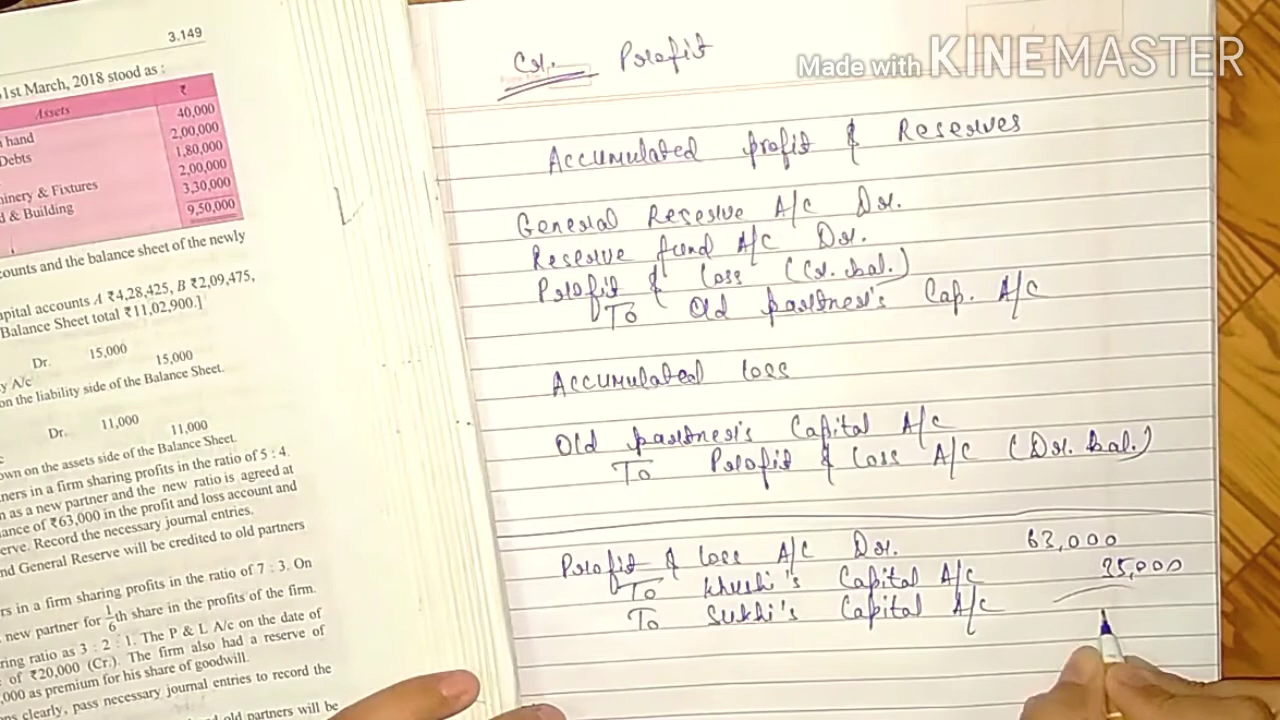 3.149
1st March, 2018 stood as :
Assets ₹
hand 40,000
Debts 2,00,000
1,80,000
inery & Fixtures 2,00,000
d & Building 3,30,000
9,50,000
counts and the balance sheet of the newly
apital accounts A ₹4,28,425, B ₹2,09,475,
Balance Sheet total ₹11,02,900.]
Dr. 15,000
y A/c 15,000
on the liability side of the Balance Sheet.
Dr. 11,000
11,000
own on the assets side of the Balance Sheet.
ners in a firm sharing profits in the ratio of 5 : 4.
as a new partner and the new ratio is agreed at
ance of ₹63,000 in the profit and loss account and
erve. Record the necessary journal entries.
nd General Reserve will be credited to old partners
rs in a firm sharing profits in the ratio of 7 : 3. On
new partner for 1/6th share in the profits of the firm.
ring ratio as 3 : 2 : 1. The P & L A/c on the date of
of ₹20,000 (Cr.). The firm also had a reserve of
,000 as premium for his share of goodwill.
ns clearly, pass necessary journal entries to record the
old partners will be
Made with KINEMASTER
Cr. Profit
Accumulated profit & Reserves
General Reserve A/C Dr.
Reserve fund A/C Dr.
Profit & Loss (Cr. bal.)
To Old partner's Cap. A/C
Accumulated loss
Old partner's Capital A/C
To Profit & Loss A/C (Dr. bal.)
Profit & loss A/C Dr. 63,000
To Khushi's Capital A/C 35,000
To Sukhi's Capital A/C